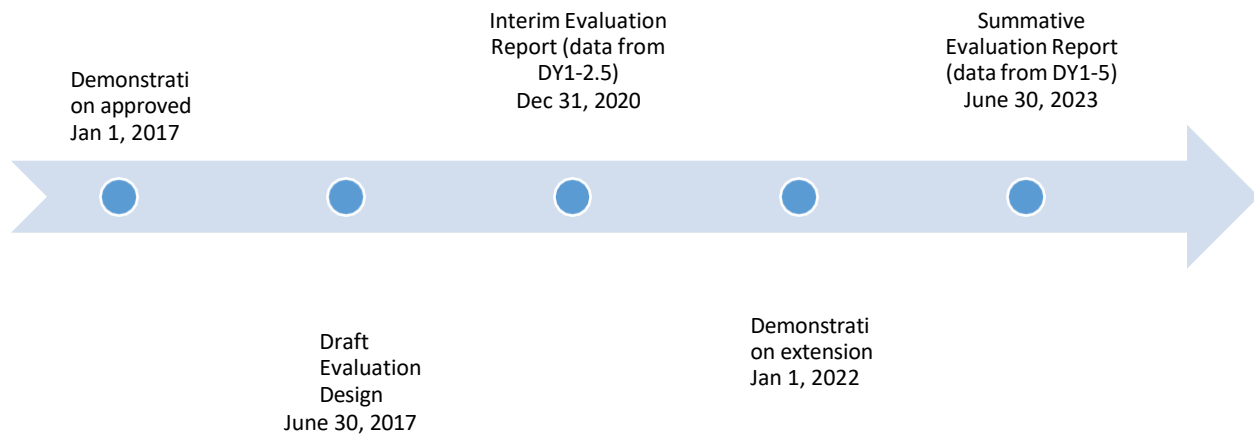 Demonstrati
on approved
Jan 1, 2017
Draft
Evaluation
Design
June 30, 2017
Interim Evaluation
Report (data from
DY1-2.5)
Dec 31, 2020
Demonstrati
on extension
Jan 1, 2022
Summative
Evaluation Report
(data from DY1-5)
June 30, 2023